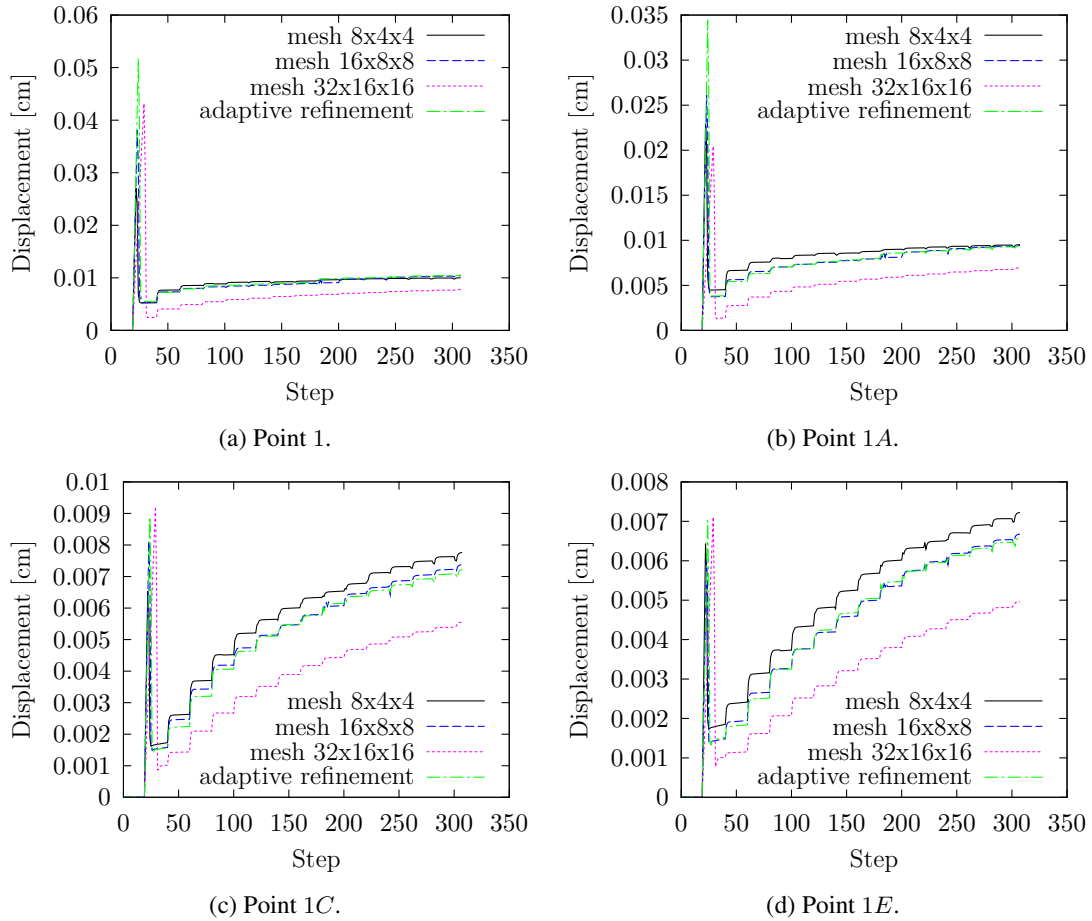 Displacement [cm]
0.06
0.05
0.04
0.03
0.02
0.01
0
mesh 8x4x4
mesh 16x8x8
mesh 32x16x16
adaptive refinement
0 50 100 150 200 250 300 350
Step
(a) Point 1.
Displacement [cm]
0.035
0.03
0.025
0.02
0.015
0.01
0.005
0
mesh 8x4x4
mesh 16x8x8
mesh 32x16x16
adaptive refinement
0 50 100 150 200 250 300 350
Step
(b) Point 1A.
Displacement [cm]
0.01
0.009
0.008
0.007
0.006
0.005
0.004
0.003
0.002
0.001
0
mesh 8x4x4
mesh 16x8x8
mesh 32x16x16
adaptive refinement
0 50 100 150 200 250 300 350
Step
(c) Point 1C.
Displacement [cm]
0.008
0.007
0.006
0.005
0.004
0.003
0.002
0.001
0
mesh 8x4x4
mesh 16x8x8
mesh 32x16x16
adaptive refinement
0 50 100 150 200 250 300 350
Step
(d) Point 1E.